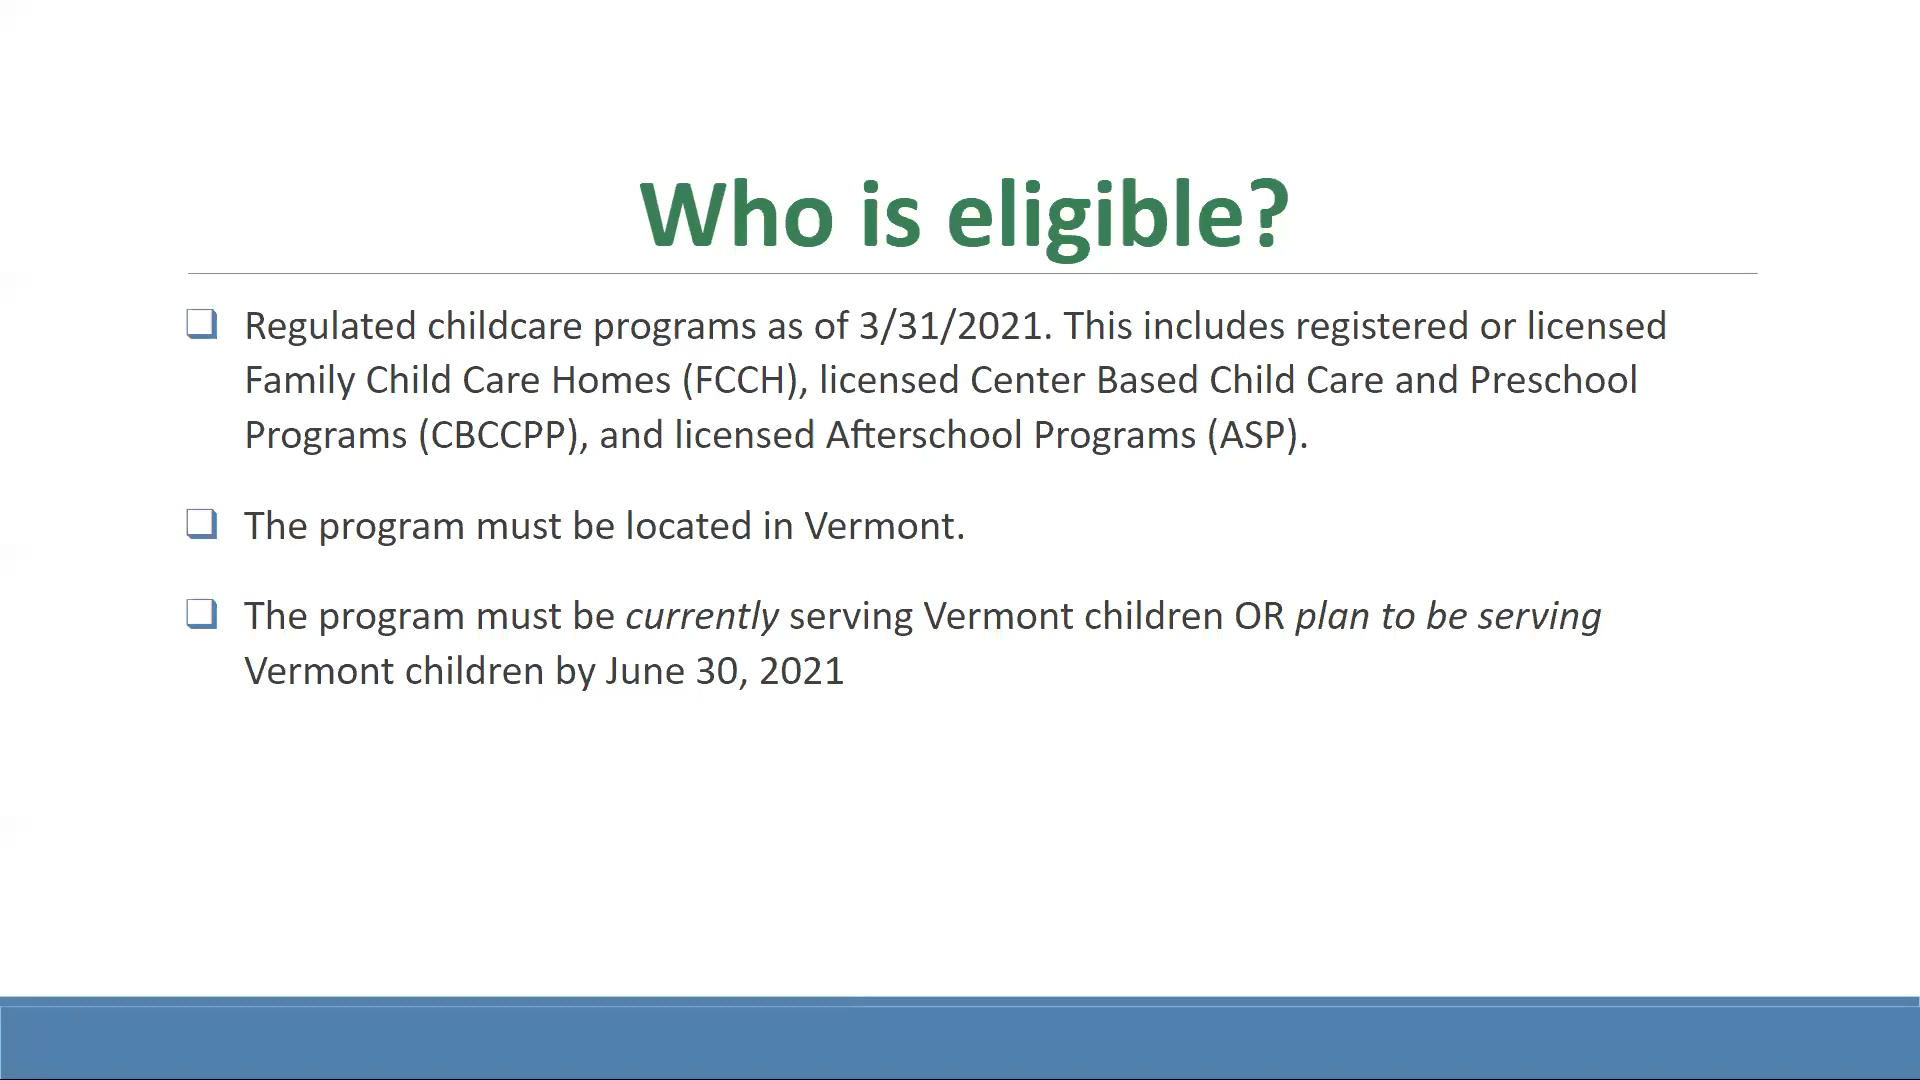 Who is eligible?
Regulated childcare programs as of 3/31/2021. This includes registered or licensed
Family Child Care Homes (FCCH), licensed Center Based Child Care and Preschool
Programs (CBCCPP), and licensed Afterschool Programs (ASP).
The program must be located in Vermont.
The program must be currently serving Vermont children OR plan to be serving
Vermont children by June 30, 2021